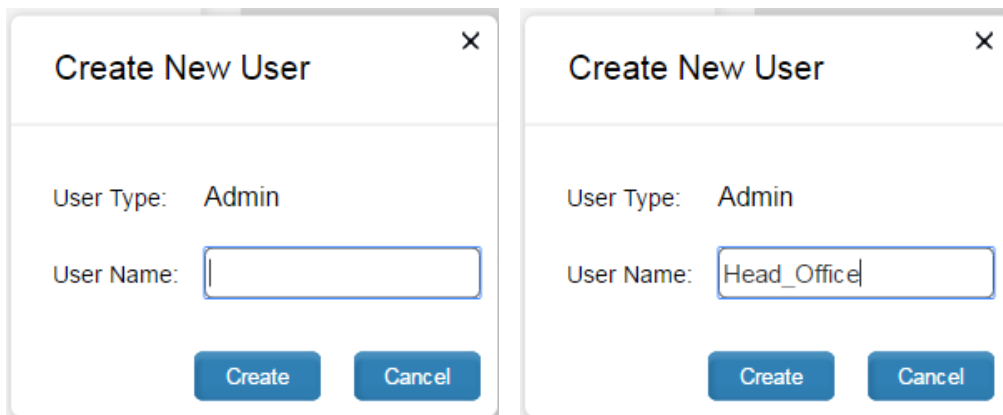 Create New User
User Type: Admin
User Name:
Create Cancel
Create New User
User Type: Admin
User Name: Head_Office
Create Cancel